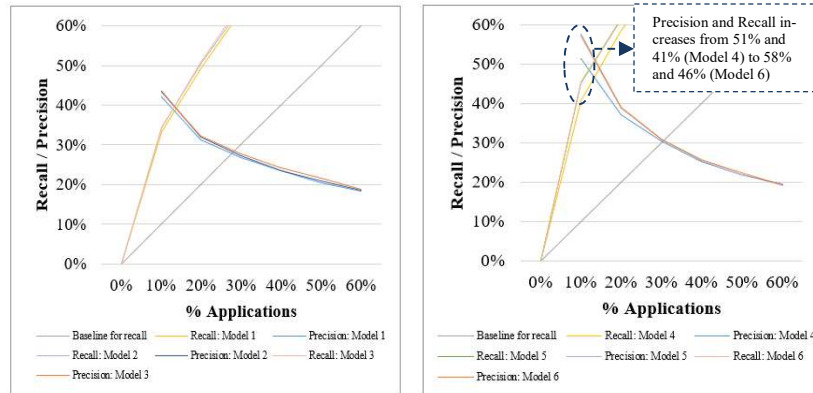 60%
50%
40%
30%
20%
10%
0%
Recall / Precision
0% 10% 20% 30% 40% 50% 60%
% Applications
Baseline for recall Recall: Model 1 Precision: Model 1
Recall: Model 2 Precision: Model 2 Recall: Model 3
Precision: Model 3
60%
50%
40%
30%
20%
10%
0%
Recall / Precision
Precision and Recall in-
creases from 51% and
41% (Model 4) to 58%
and 46% (Model 6)
0% 10% 20% 30% 40% 50% 60%
% Applications
Baseline for recall Recall: Model 4 Precision: Model 4
Recall: Model 5 Precision: Model 5 Recall: Model 6
Precision: Model 6